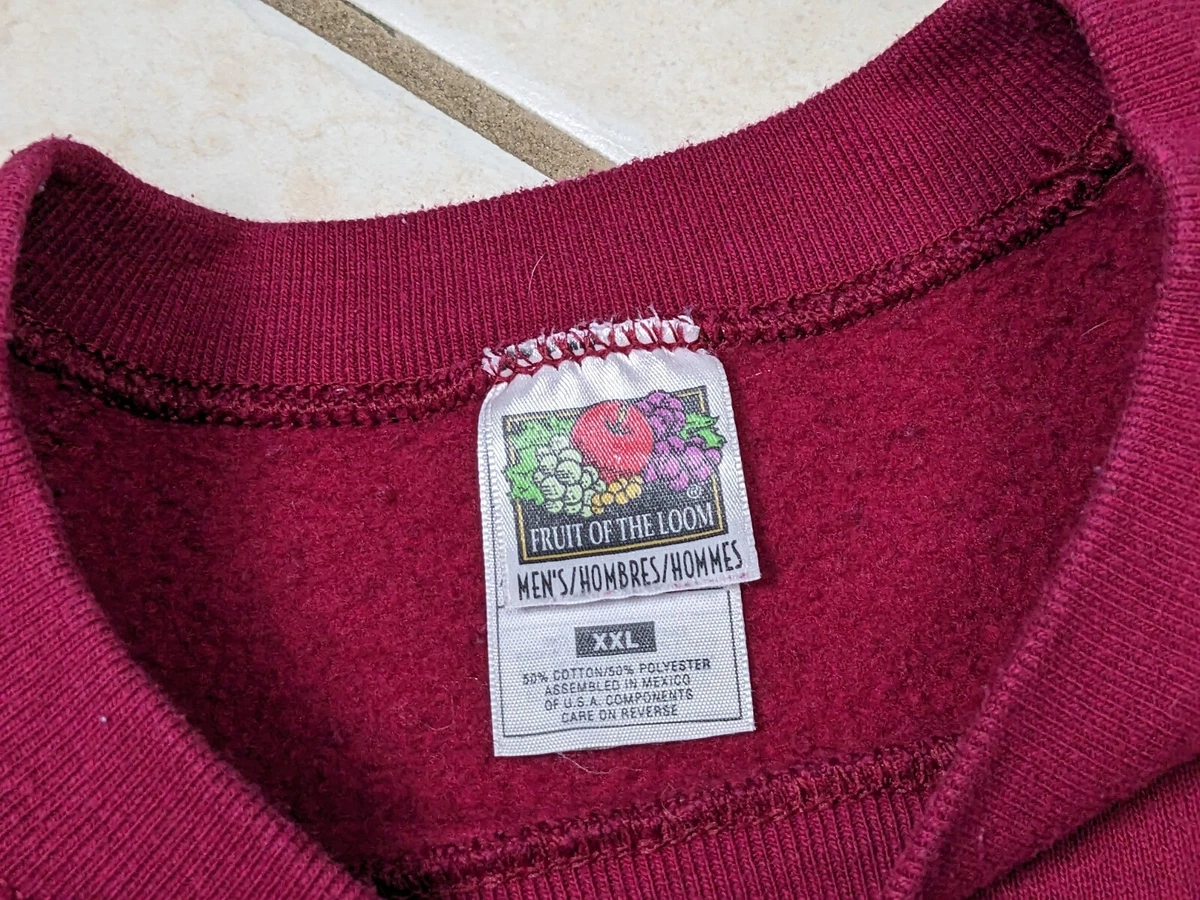 ®
FRUIT OF THE LOOM
MEN'S/HOMBRES/HOMMES
XXL
50% COTTON/50% POLYESTER
ASSEMBLED IN MEXICO
OF U.S.A. COMPONENTS
CARE ON REVERSE